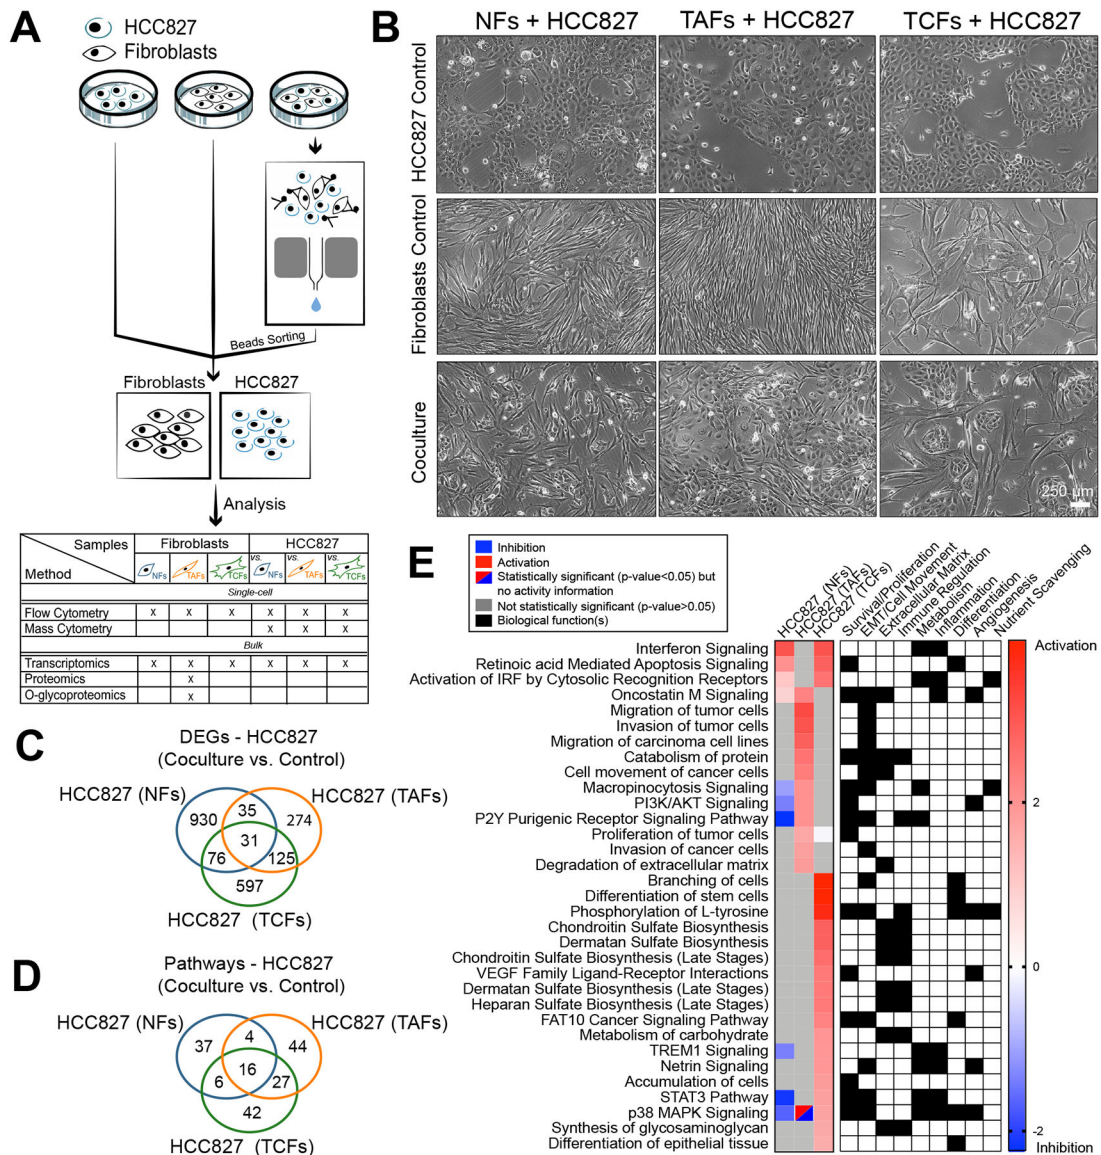 A
HCC827
Fibroblasts
Beads Sorting
Fibroblasts
HCC827
Analysis
Samples
Method
Fibroblasts
HCC827
NFs
TAFs
TCFs
vs. NFs
vs. TAFs
vs. TCFs
Single-cell
Flow Cytometry x x x x x x
Mass Cytometry x x x
Bulk
Transcriptomics x x x x x x
Proteomics x
O-glycoproteomics x
B
NFs + HCC827
TAFs + HCC827
TCFs + HCC827
HCC827 Control
Fibroblasts Control
Coculture
250 µm
C
DEGs - HCC827
(Coculture vs. Control)
HCC827 (NFs)
HCC827 (TAFs)
930
35
274
31
76
125
597
HCC827 (TCFs)
D
Pathways - HCC827
(Coculture vs. Control)
HCC827 (NFs)
HCC827 (TAFs)
37
4
44
16
6
27
42
HCC827 (TCFs)
E
Inhibition
Activation
Statistically significant (p-value<0.05) but
no activity information
Not statistically significant (p-value>0.05)
Biological function(s)
HCC827 (NFs)
HCC827 (TAFs)
HCC827 (TCFs)
Survival/Proliferation
EMT/Cell Movement
Extracellular Matrix
Immune Regulation
Metabolism
Inflammation
Differentiation
Angiogenesis
Nutrient Scavenging
Interferon Signaling
Retinoic acid Mediated Apoptosis Signaling
Activation of IRF by Cytosolic Recognition Receptors
Oncostatin M Signaling
Migration of tumor cells
Invasion of tumor cells
Migration of carcinoma cell lines
Catabolism of protein
Cell movement of cancer cells
Macropinocytosis Signaling
PI3K/AKT Signaling
P2Y Purigenic Receptor Signaling Pathway
Proliferation of tumor cells
Invasion of cancer cells
Degradation of extracellular matrix
Branching of cells
Differentiation of stem cells
Phosphorylation of L-tyrosine
Chondroitin Sulfate Biosynthesis
Dermatan Sulfate Biosynthesis
Chondroitin Sulfate Biosynthesis (Late Stages)
VEGF Family Ligand-Receptor Interactions
Dermatan Sulfate Biosynthesis (Late Stages)
Heparan Sulfate Biosynthesis (Late Stages)
FAT10 Cancer Signaling Pathway
Metabolism of carbohydrate
TREM1 Signaling
Netrin Signaling
Accumulation of cells
STAT3 Pathway
p38 MAPK Signaling
Synthesis of glycosaminoglycan
Differentiation of epithelial tissue
Activation
2
0
-2
Inhibition